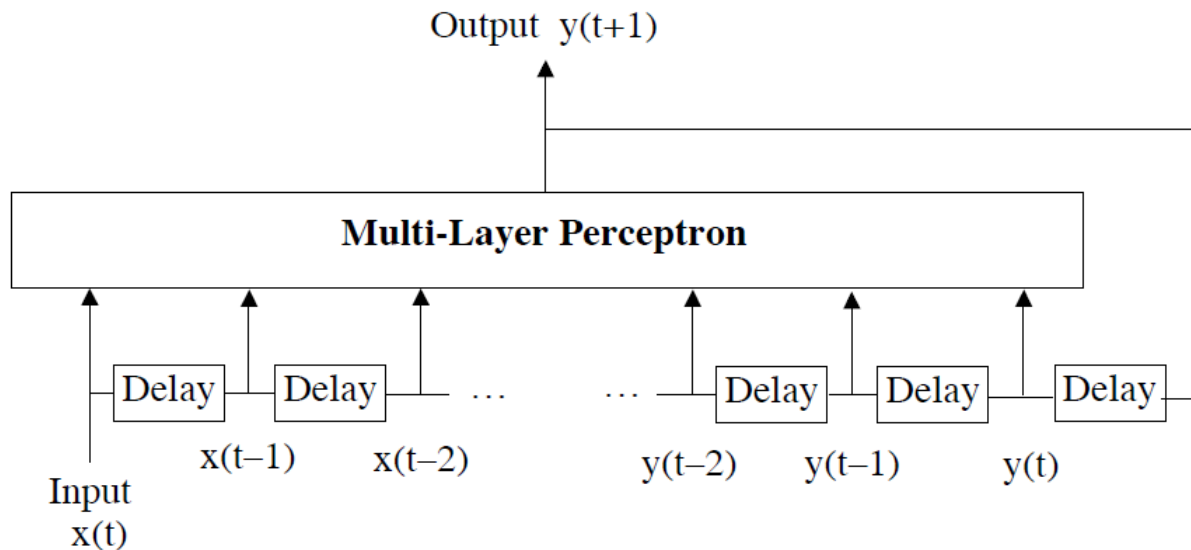 Output y(t+1)
Multi-Layer Perceptron
Delay Delay … … Delay Delay Delay
x(t–1) x(t–2) y(t–2) y(t–1) y(t)
Input
x(t)